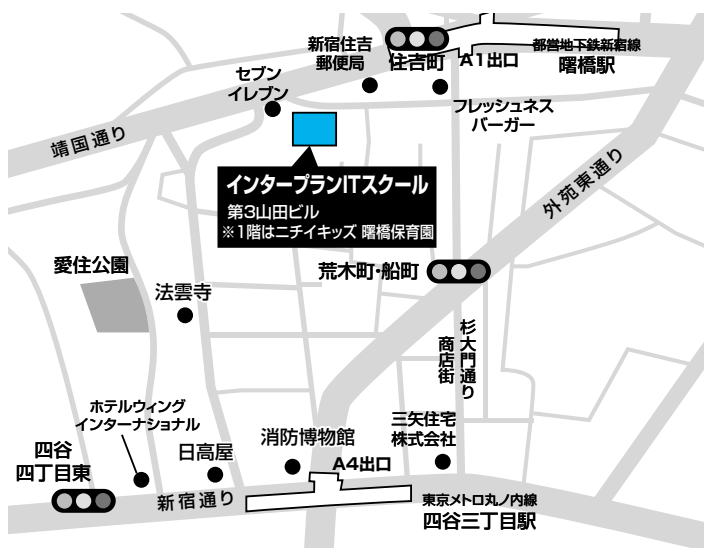 新宿住吉
郵便局
住吉町
A1出口
都営地下鉄新宿線
曙橋駅
セブン
イレブン
フレッシュネス
バーガー
靖国通り
外苑東通り
インタープランITスクール
第3山田ビル
※1階はニチイキッズ 曙橋保育園
愛住公園
法雲寺
荒木町・船町
杉大門通り
商店街
ホテルウィング
インターナショナル
四谷
四丁目東
日高屋
消防博物館
三矢住宅
株式会社
A4出口
新宿通り
東京メトロ丸ノ内線
四谷三丁目駅